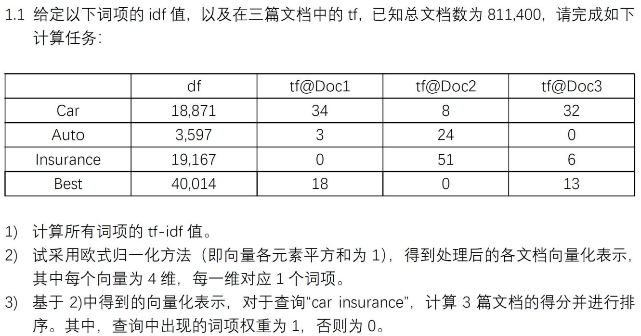 1.1 给定以下词项的 idf 值，以及在三篇文档中的 tf，已知总文档数为 811,400，请完成如下
计算任务：
df tf@Doc1 tf@Doc2 tf@Doc3
Car 18,871 34 8 32
Auto 3,597 3 24 0
Insurance 19,167 0 51 6
Best 40,014 18 0 13
1) 计算所有词项的 tf-idf 值。
2) 试采用欧式归一化方法（即向量各元素平方和为 1），得到处理后的各文档向量化表示，
其中每个向量为 4 维，每一维对应 1 个词项。
3) 基于 2)中得到的向量化表示，对于查询“car insurance”，计算 3 篇文档的得分并进行排
序。其中，查询中出现的词项权重为 1，否则为 0。